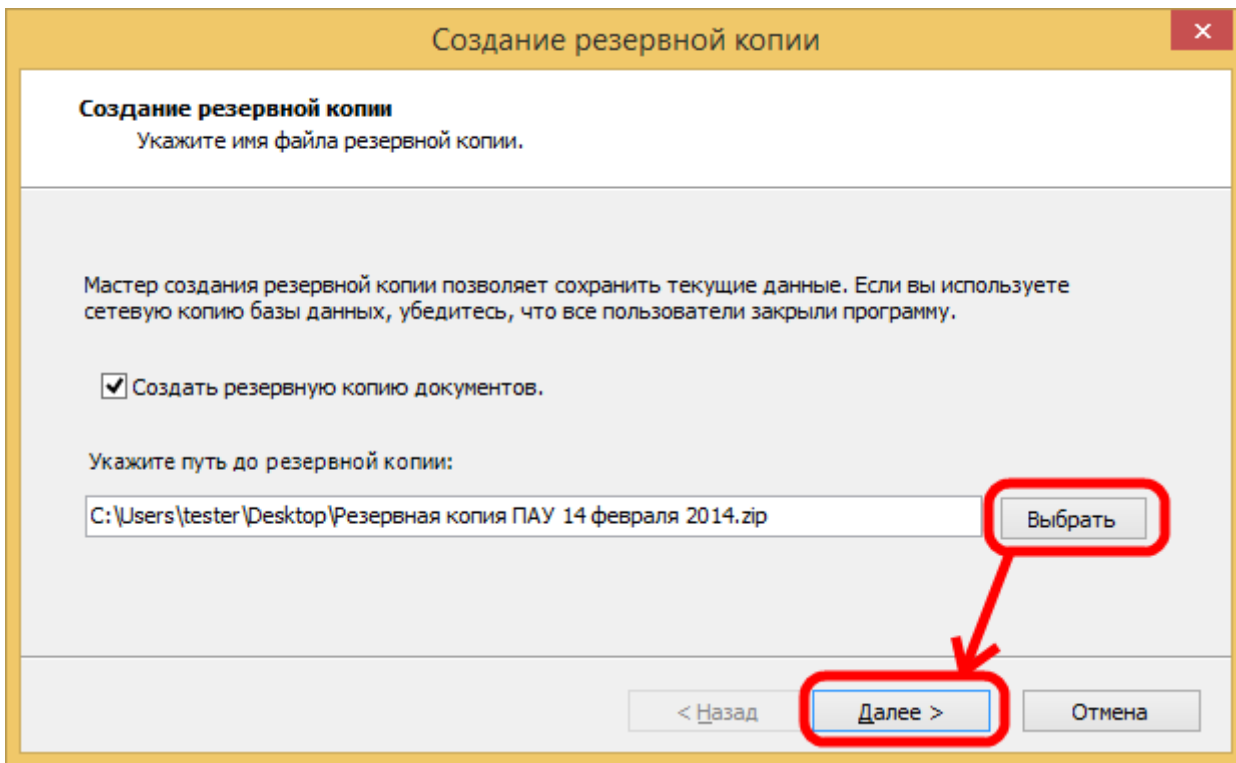 Создание резервной копии
Создание резервной копии
Укажите имя файла резервной копии.
Мастер создания резервной копии позволяет сохранить текущие данные. Если вы используете
сетевую копию базы данных, убедитесь, что все пользователи закрыли программу.
Создать резервную копию документов.
Укажите путь до резервной копии:
C:\Users\tester\Desktop\Резервная копия ПАУ 14 февраля 2014.zip
Выбрать
< Назад
Далее >
Отмена